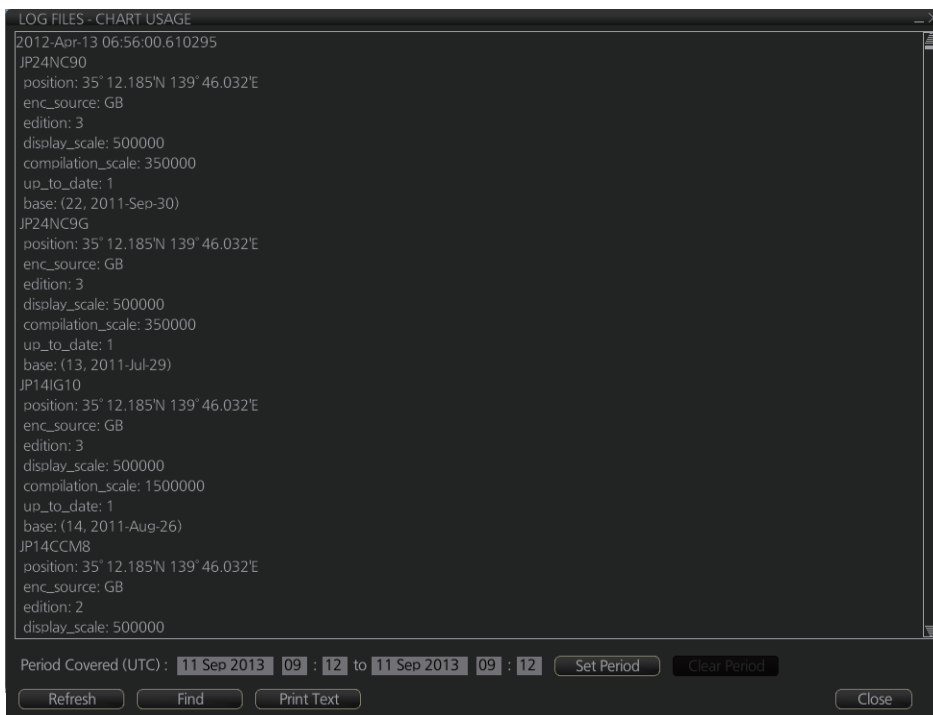 LOG FILES - CHART USAGE
2012-Apr-13 06:56:00.610295
JP24NC90
position: 35°12.185'N 139°46.032'E
enc_source: GB
edition: 3
display_scale: 500000
compilation_scale: 350000
up_to_date: 1
base: (22, 2011-Sep-30)
JP24NC9G
position: 35°12.185'N 139°46.032'E
enc_source: GB
edition: 3
display_scale: 500000
compilation_scale: 350000
up_to_date: 1
base: (13, 2011-Jul-29)
JP14IG10
position: 35°12.185'N 139°46.032'E
enc_source: GB
edition: 3
display_scale: 500000
compilation_scale: 1500000
up_to_date: 1
base: (14, 2011-Aug-26)
JP14CCM8
position: 35°12.185'N 139°46.032'E
enc_source: GB
edition: 2
display_scale: 500000
Period Covered (UTC) : 11 Sep 2013 09 : 12 to 11 Sep 2013 09 : 12 Set Period Clear Period
Refresh Find Print Text Close